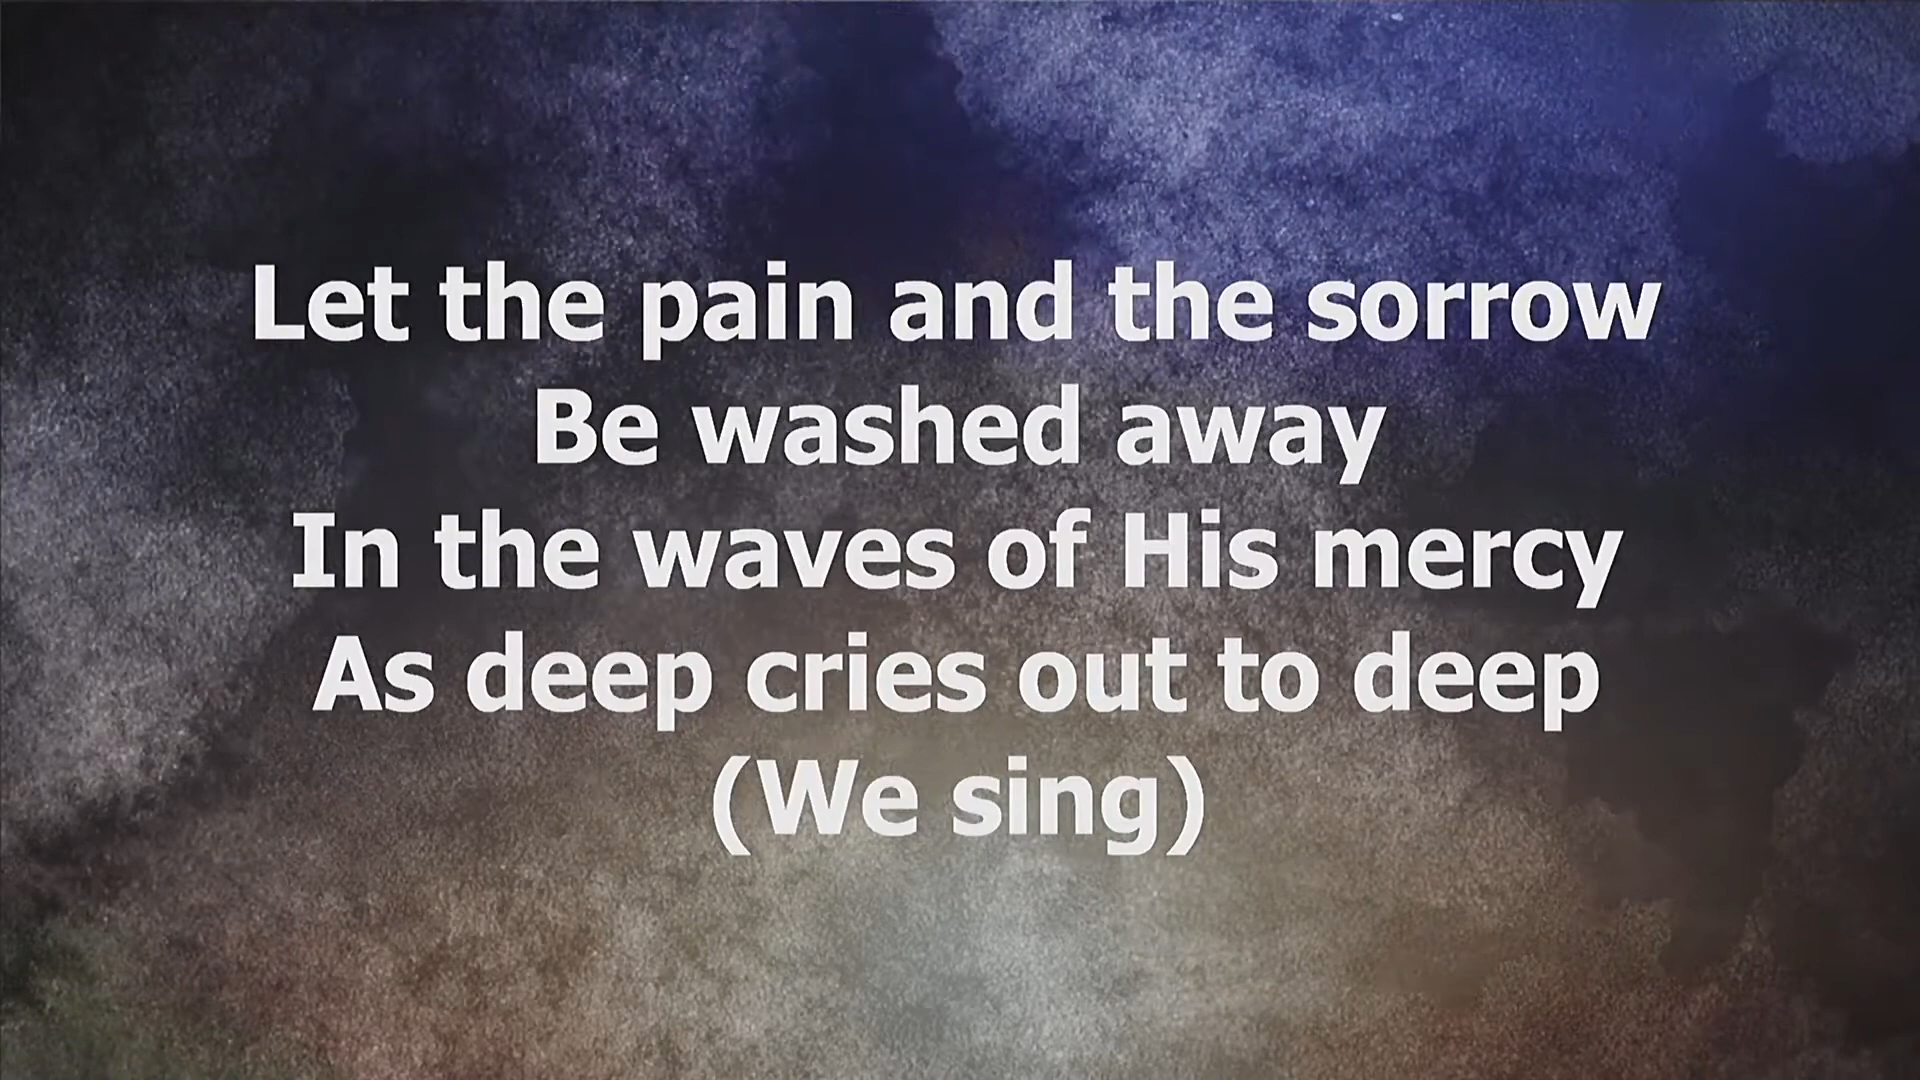 Let the pain and the sorrow
Be washed away
In the waves of His mercy
As deep cries out to deep
(We sing)